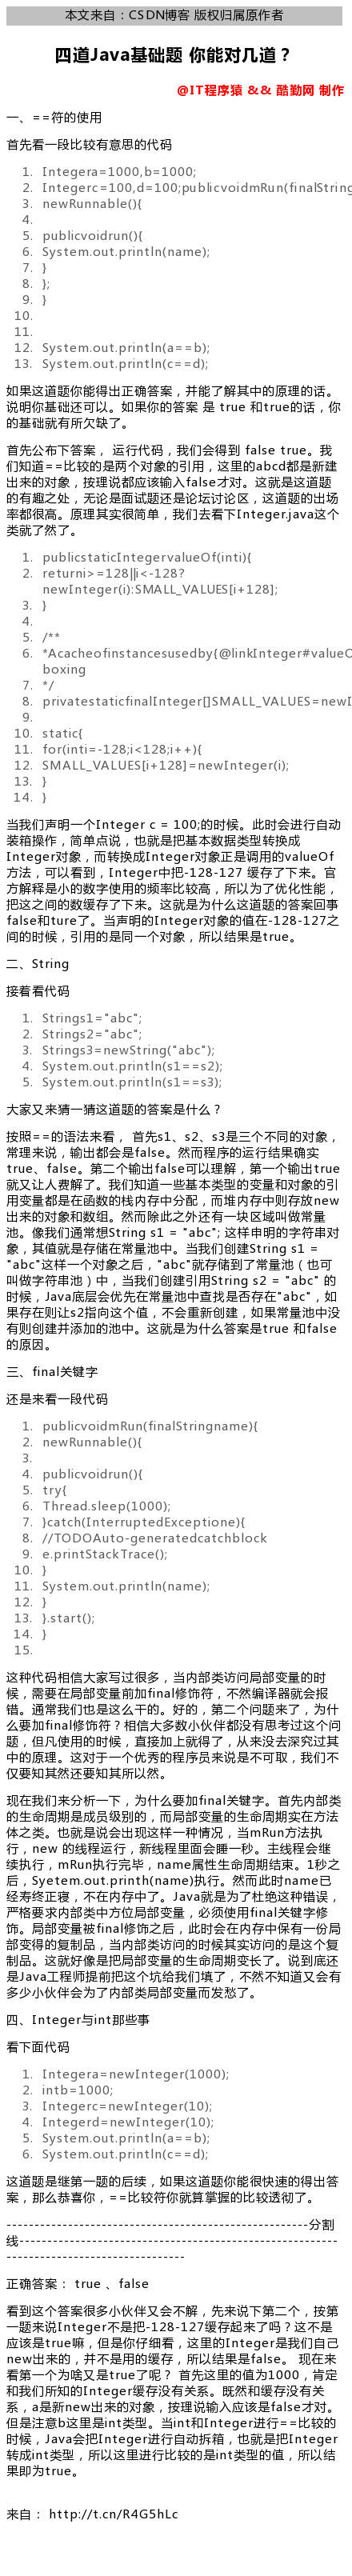 本文来自：CSDN博客 版权归属原作者
四道Java基础题 你能对几道？
@IT程序猿 && 酷勤网 制作
一、==符的使用
首先看一段比较有意思的代码
1. Integera=1000,b=1000;
2. Integerc=100,d=100;publicvoidmRun(finalString
3. newRunnable(){
4.
5. publicvoidrun(){
6. System.out.println(name);
7. }
8. };
9. }
10.
11.
12. System.out.println(a==b);
13. System.out.println(c==d);
如果这道题你能得出正确答案，并能了解其中的原理的话。
说明你基础还可以。如果你的答案 是 true 和true的话，你
的基础就有所欠缺了。
首先公布下答案， 运行代码，我们会得到 false true。我
们知道==比较的是两个对象的引用，这里的abcd都是新建
出来的对象，按理说都应该输入false才对。这就是这道题
的有趣之处，无论是面试题还是论坛讨论区，这道题的出场
率都很高。原理其实很简单，我们去看下Integer.java这个
类就了然了。
1. publicstaticIntegervalueOf(inti){
2. returni>=128||i<-128?
newInteger(i):SMALL_VALUES[i+128];
3. }
4.
5. /**
6. *Acacheofinstancesusedby{@linkInteger#valueO
boxing
7. */
8. privatestaticfinalInteger[]SMALL_VALUES=newI
9.
10. static{
11. for(inti=-128;i<128;i++){
12. SMALL_VALUES[i+128]=newInteger(i);
13. }
14. }
当我们声明一个Integer c = 100;的时候。此时会进行自动
装箱操作，简单点说，也就是把基本数据类型转换成
Integer对象，而转换成Integer对象正是调用的valueOf
方法，可以看到，Integer中把-128-127 缓存了下来。官
方解释是小的数字使用的频率比较高，所以为了优化性能，
把这之间的数缓存了下来。这就是为什么这道题的答案回事
false和ture了。当声明的Integer对象的值在-128-127之
间的时候，引用的是同一个对象，所以结果是true。
二、String
接着看代码
1. Strings1="abc";
2. Strings2="abc";
3. Strings3=newString("abc");
4. System.out.println(s1==s2);
5. System.out.println(s1==s3);
大家又来猜一猜这道题的答案是什么？
按照==的语法来看， 首先s1、s2、s3是三个不同的对象，
常理来说，输出都会是false。然而程序的运行结果确实
true、false。第二个输出false可以理解，第一个输出true
就又让人费解了。我们知道一些基本类型的变量和对象的引
用变量都是在函数的栈内存中分配，而堆内存中则存放new
出来的对象和数组。然而除此之外还有一块区域叫做常量
池。像我们通常想String s1 = "abc"; 这样申明的字符串对
象，其值就是存储在常量池中。当我们创建String s1 =
"abc"这样一个对象之后，"abc"就存储到了常量池（也可
叫做字符串池）中，当我们创建引用String s2 = "abc" 的
时候，Java底层会优先在常量池中查找是否存在"abc"，如
果存在则让s2指向这个值，不会重新创建，如果常量池中没
有则创建并添加的池中。这就是为什么答案是true 和false
的原因。
三、final关键字
还是来看一段代码
1. publicvoidmRun(finalStringname){
2. newRunnable(){
3.
4. publicvoidrun(){
5. try{
6. Thread.sleep(1000);
7. }catch(InterruptedExceptione){
8. //TODOAuto-generatedcatchblock
9. e.printStackTrace();
10. }
11. System.out.println(name);
12. }
13. }.start();
14. }
15.
这种代码相信大家写过很多，当内部类访问局部变量的时
候，需要在局部变量前加final修饰符，不然编译器就会报
错。通常我们也是这么干的。好的，第二个问题来了，为什
么要加final修饰符？相信大多数小伙伴都没有思考过这个问
题，但凡使用的时候，直接加上就得了，从来没去深究过其
中的原理。这对于一个优秀的程序员来说是不可取，我们不
仅要知其然还要知其所以然。
现在我们来分析一下，为什么要加final关键字。首先内部类
的生命周期是成员级别的，而局部变量的生命周期实在方法
体之类。也就是说会出现这样一种情况，当mRun方法执
行，new 的线程运行，新线程里面会睡一秒。主线程会继
续执行，mRun执行完毕，name属性生命周期结束。1秒之
后，Syetem.out.printh(name)执行。然而此时name已
经寿终正寝，不在内存中了。Java就是为了杜绝这种错误，
严格要求内部类中方位局部变量，必须使用final关键字修
饰。局部变量被final修饰之后，此时会在内存中保有一份局
部变得的复制品，当内部类访问的时候其实访问的是这个复
制品。这就好像是把局部变量的生命周期变长了。说到底还
是Java工程师提前把这个坑给我们填了，不然不知道又会有
多少小伙伴会为了内部类局部变量而发愁了。
四、Integer与int那些事
看下面代码
1. Integera=newInteger(1000);
2. intb=1000;
3. Integerc=newInteger(10);
4. Integerd=newInteger(10);
5. System.out.println(a==b);
6. System.out.println(c==d);
这道题是继第一题的后续，如果这道题你能很快速的得出答
案，那么恭喜你，==比较符你就算掌握的比较透彻了。
------------------------------------------------------分割
线---------------------------------------------------------
--------------------------------
正确答案： true 、false
看到这个答案很多小伙伴又会不解，先来说下第二个，按第
一题来说Integer不是把-128-127缓存起来了吗？这不是
应该是true嘛，但是你仔细看，这里的Integer是我们自己
new出来的，并不是用的缓存，所以结果是false。 现在来
看第一个为啥又是true了呢？ 首先这里的值为1000，肯定
和我们所知的Integer缓存没有关系。既然和缓存没有关
系，a是新new出来的对象，按理说输入应该是false才对。
但是注意b这里是int类型。当int和Integer进行==比较的
时候，Java会把Integer进行自动拆箱，也就是把Integer
转成int类型，所以这里进行比较的是int类型的值，所以结
果即为true。
来自： http://t.cn/R4G5hLc